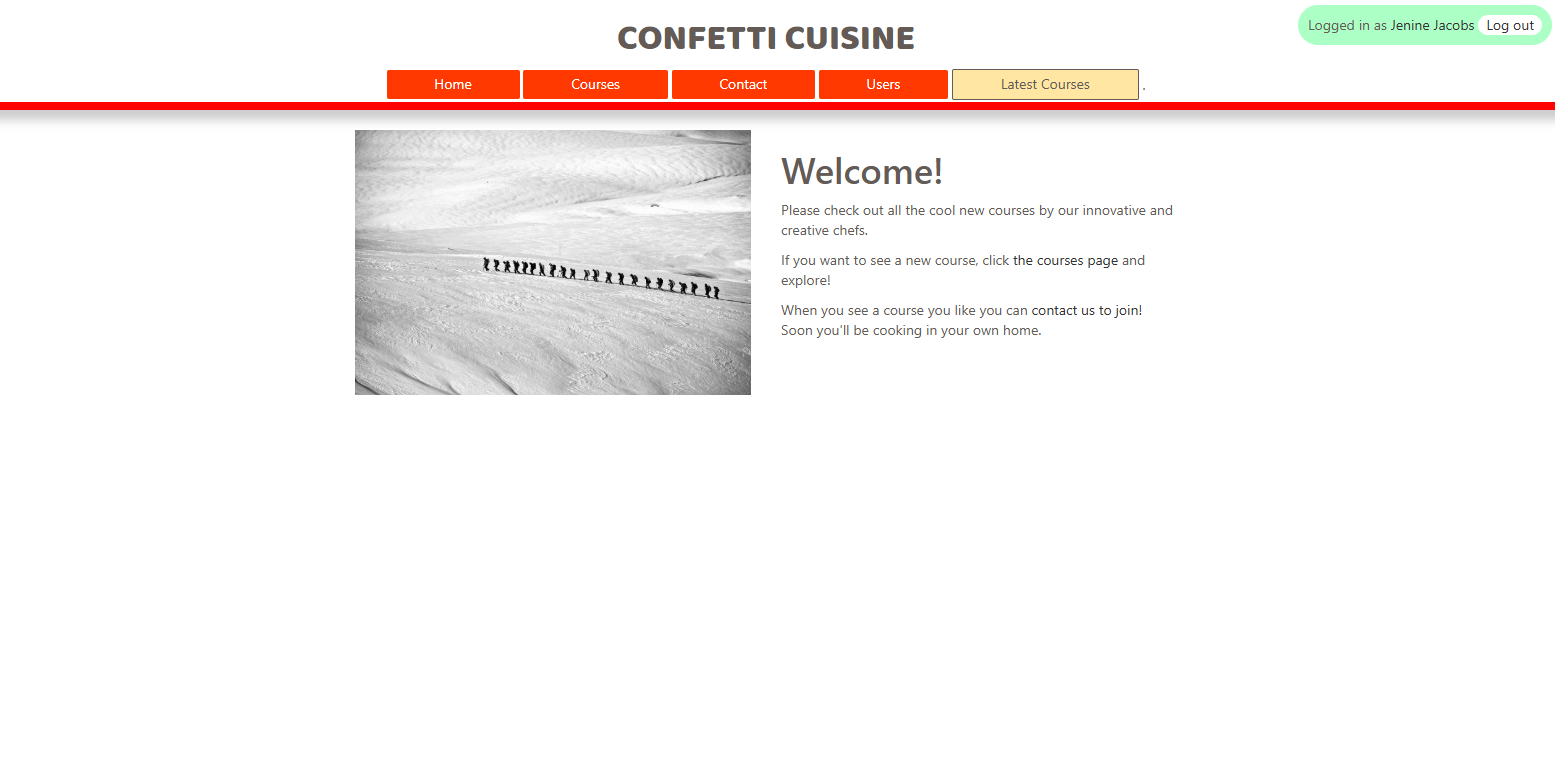 Logged in as Jenine Jacobs Log out
CONFETTI CUISINE
Home Courses Contact Users Latest Courses .
Welcome!
Please check out all the cool new courses by our innovative and
creative chefs.
If you want to see a new course, click the courses page and
explore!
When you see a course you like you can contact us to join!
Soon you'll be cooking in your own home.